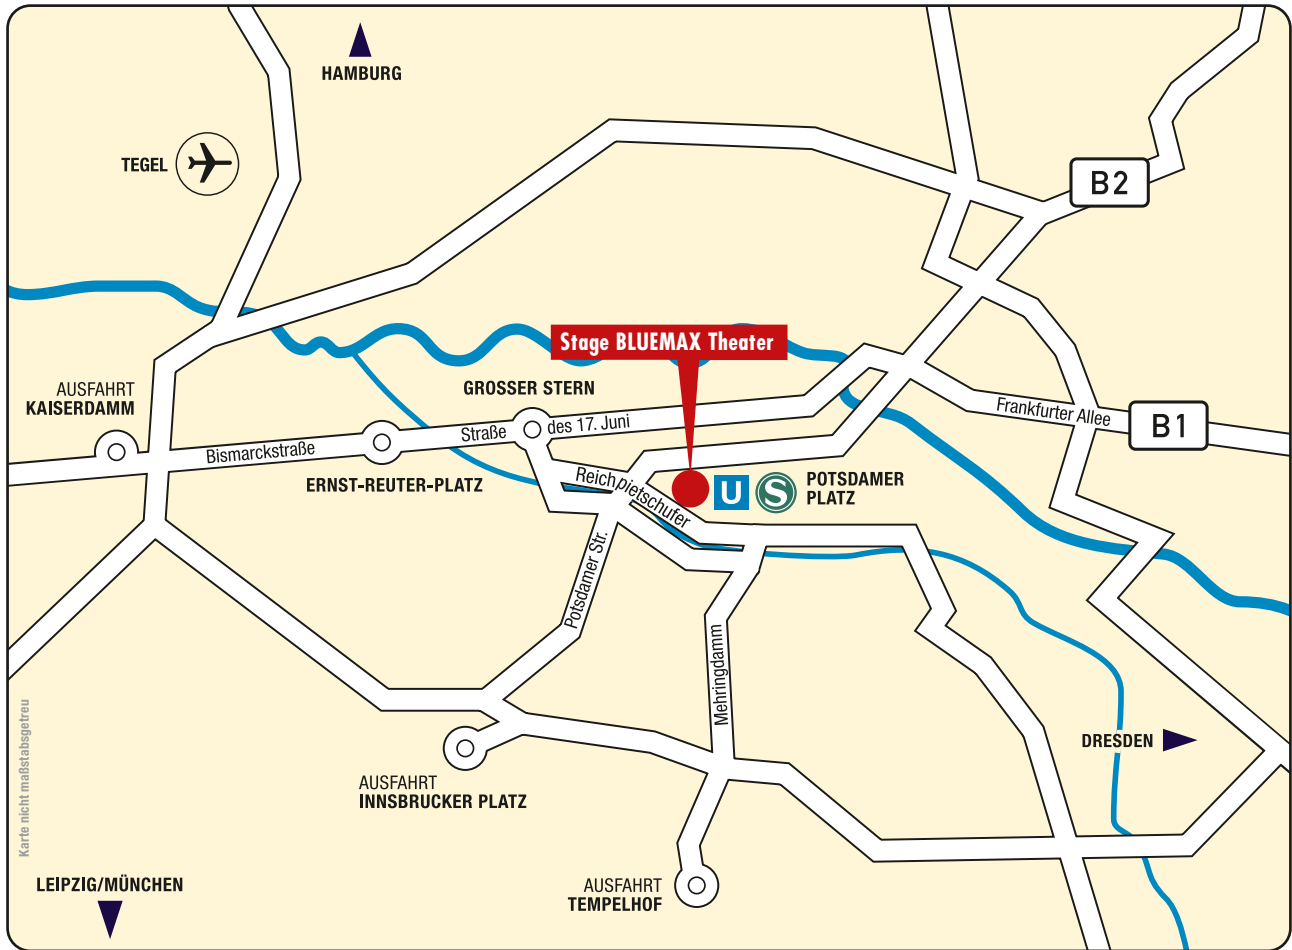 HAMBURG
TEGEL
B2
Stage BLUEMAX Theater
AUSFAHRT
KAISERDAMM
GROSSER STERN
Frankfurter Allee
B1
Bismarckstraße
Straße
des 17. Juni
ERNST-REUTER-PLATZ
Reichpietschufer
U
S
POTSDAMER
PLATZ
Potsdamer Str.
Mehringdamm
DRESDEN
AUSFAHRT
INNSBRUCKER PLATZ
Karte nicht maßstabsgetreu
LEIPZIG/MÜNCHEN
AUSFAHRT
TEMPELHOF